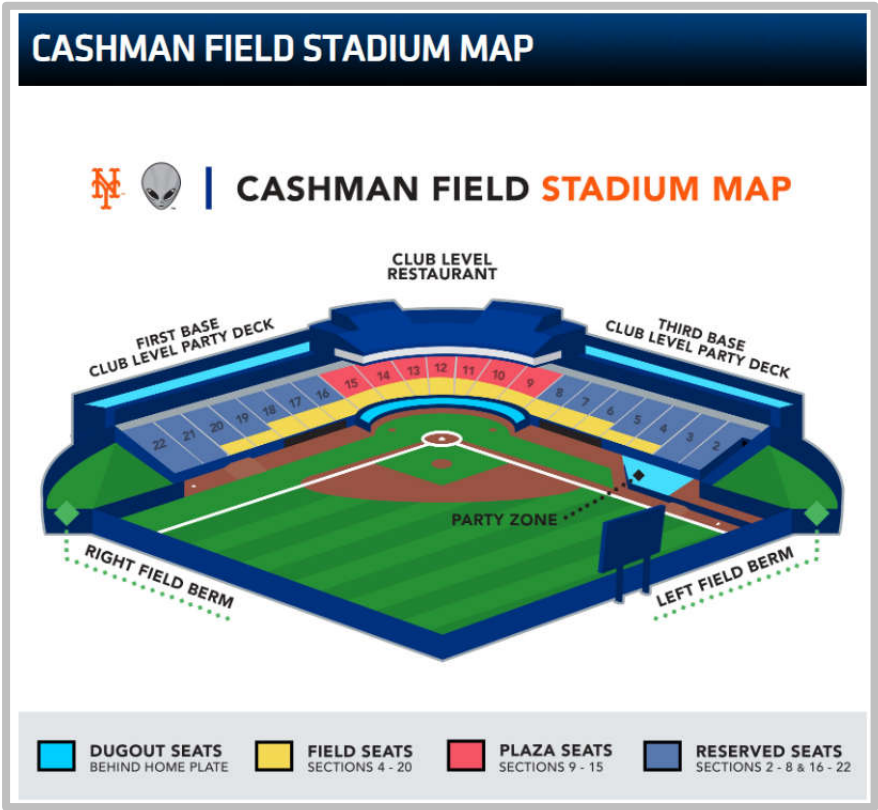 CASHMAN FIELD STADIUM MAP
NY
CASHMAN FIELD STADIUM MAP
CLUB LEVEL
RESTAURANT
FIRST BASE
CLUB LEVEL PARTY DECK
THIRD BASE
CLUB LEVEL PARTY DECK
22 21 20 19 18 17 16 15 14 13 12 11 10 9 8 7 6 5 4 3 2
PARTY ZONE
RIGHT FIELD BERM
LEFT FIELD BERM
DUGOUT SEATS
BEHIND HOME PLATE
FIELD SEATS
SECTIONS 4 - 20
PLAZA SEATS
SECTIONS 9 - 15
RESERVED SEATS
SECTIONS 2 - 8 & 16 - 22